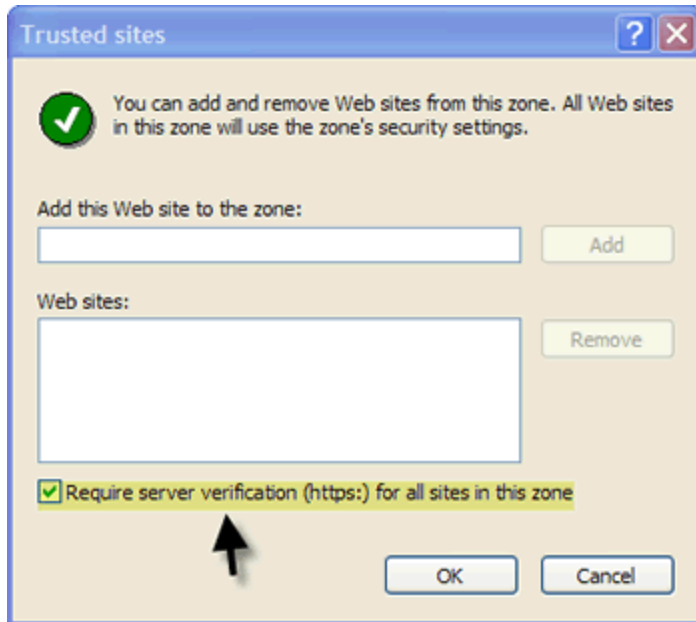 Trusted sites
You can add and remove Web sites from this zone. All Web sites
in this zone will use the zone's security settings.
Add this Web site to the zone:
Add
Web sites:
Remove
Require server verification (https:) for all sites in this zone
OK
Cancel